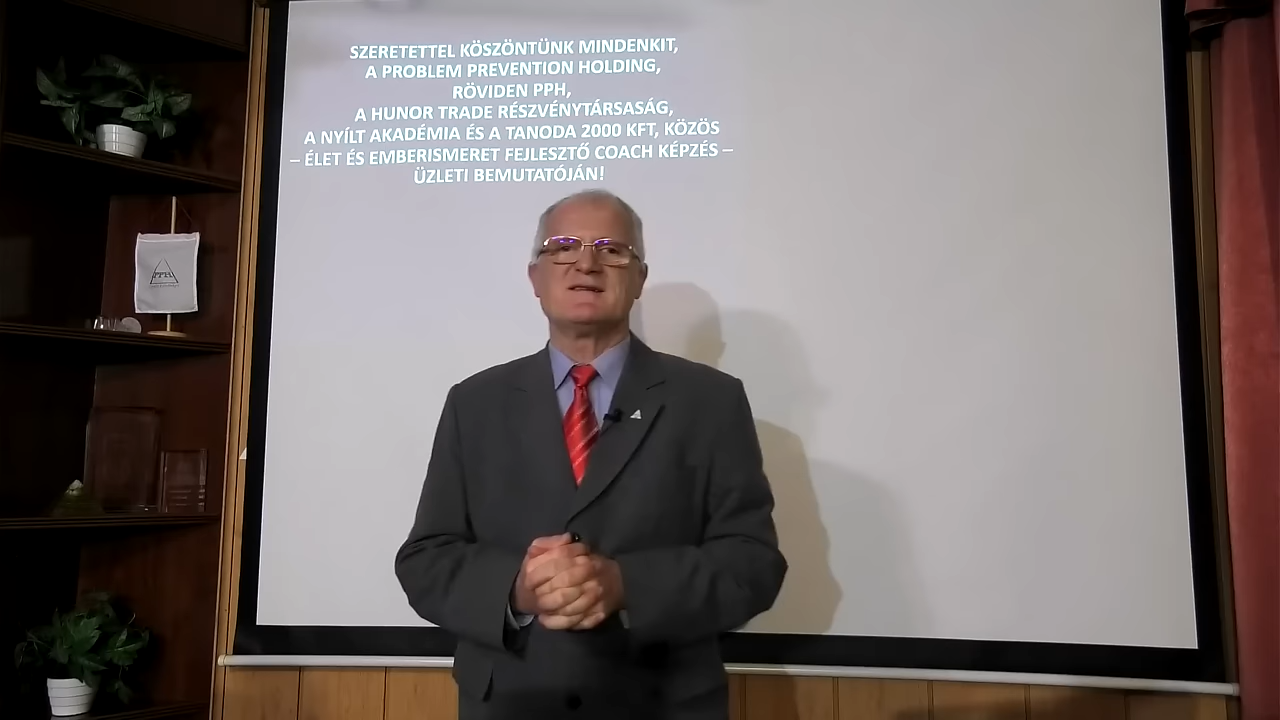 SZERETETTEL KÖSZÖNTÜNK MINDENKIT,
A PROBLEM PREVENTION HOLDING,
RÖVIDEN PPH,
A HUNOR TRADE RÉSZVÉNYTÁRSASÁG,
A NYÍLT AKADÉMIA ÉS A TANODA 2000 KFT, KÖZÖS
– ÉLET ÉS EMBERISMERET FEJLESZTŐ COACH KÉPZÉS –
ÜZLETI BEMUTATÓJÁN!